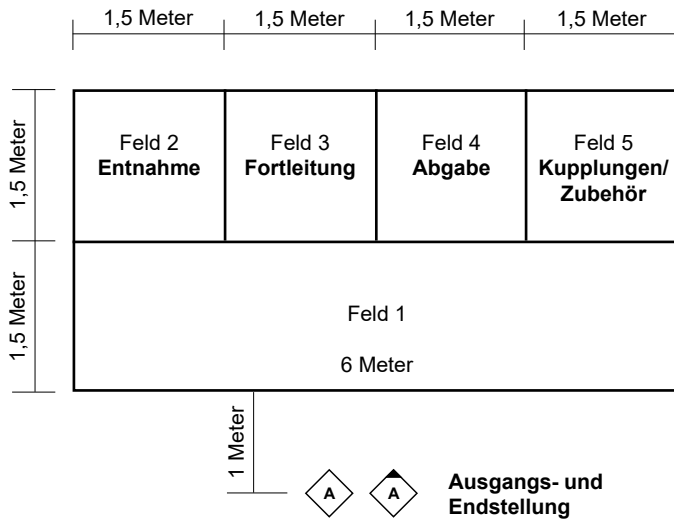 1,5 Meter 1,5 Meter 1,5 Meter 1,5 Meter
1,5 Meter
Feld 2
Entnahme
Feld 3
Fortleitung
Feld 4
Abgabe
Feld 5
Kupplungen/
Zubehör
1,5 Meter
Feld 1
6 Meter
1 Meter
A A
Ausgangs- und
Endstellung